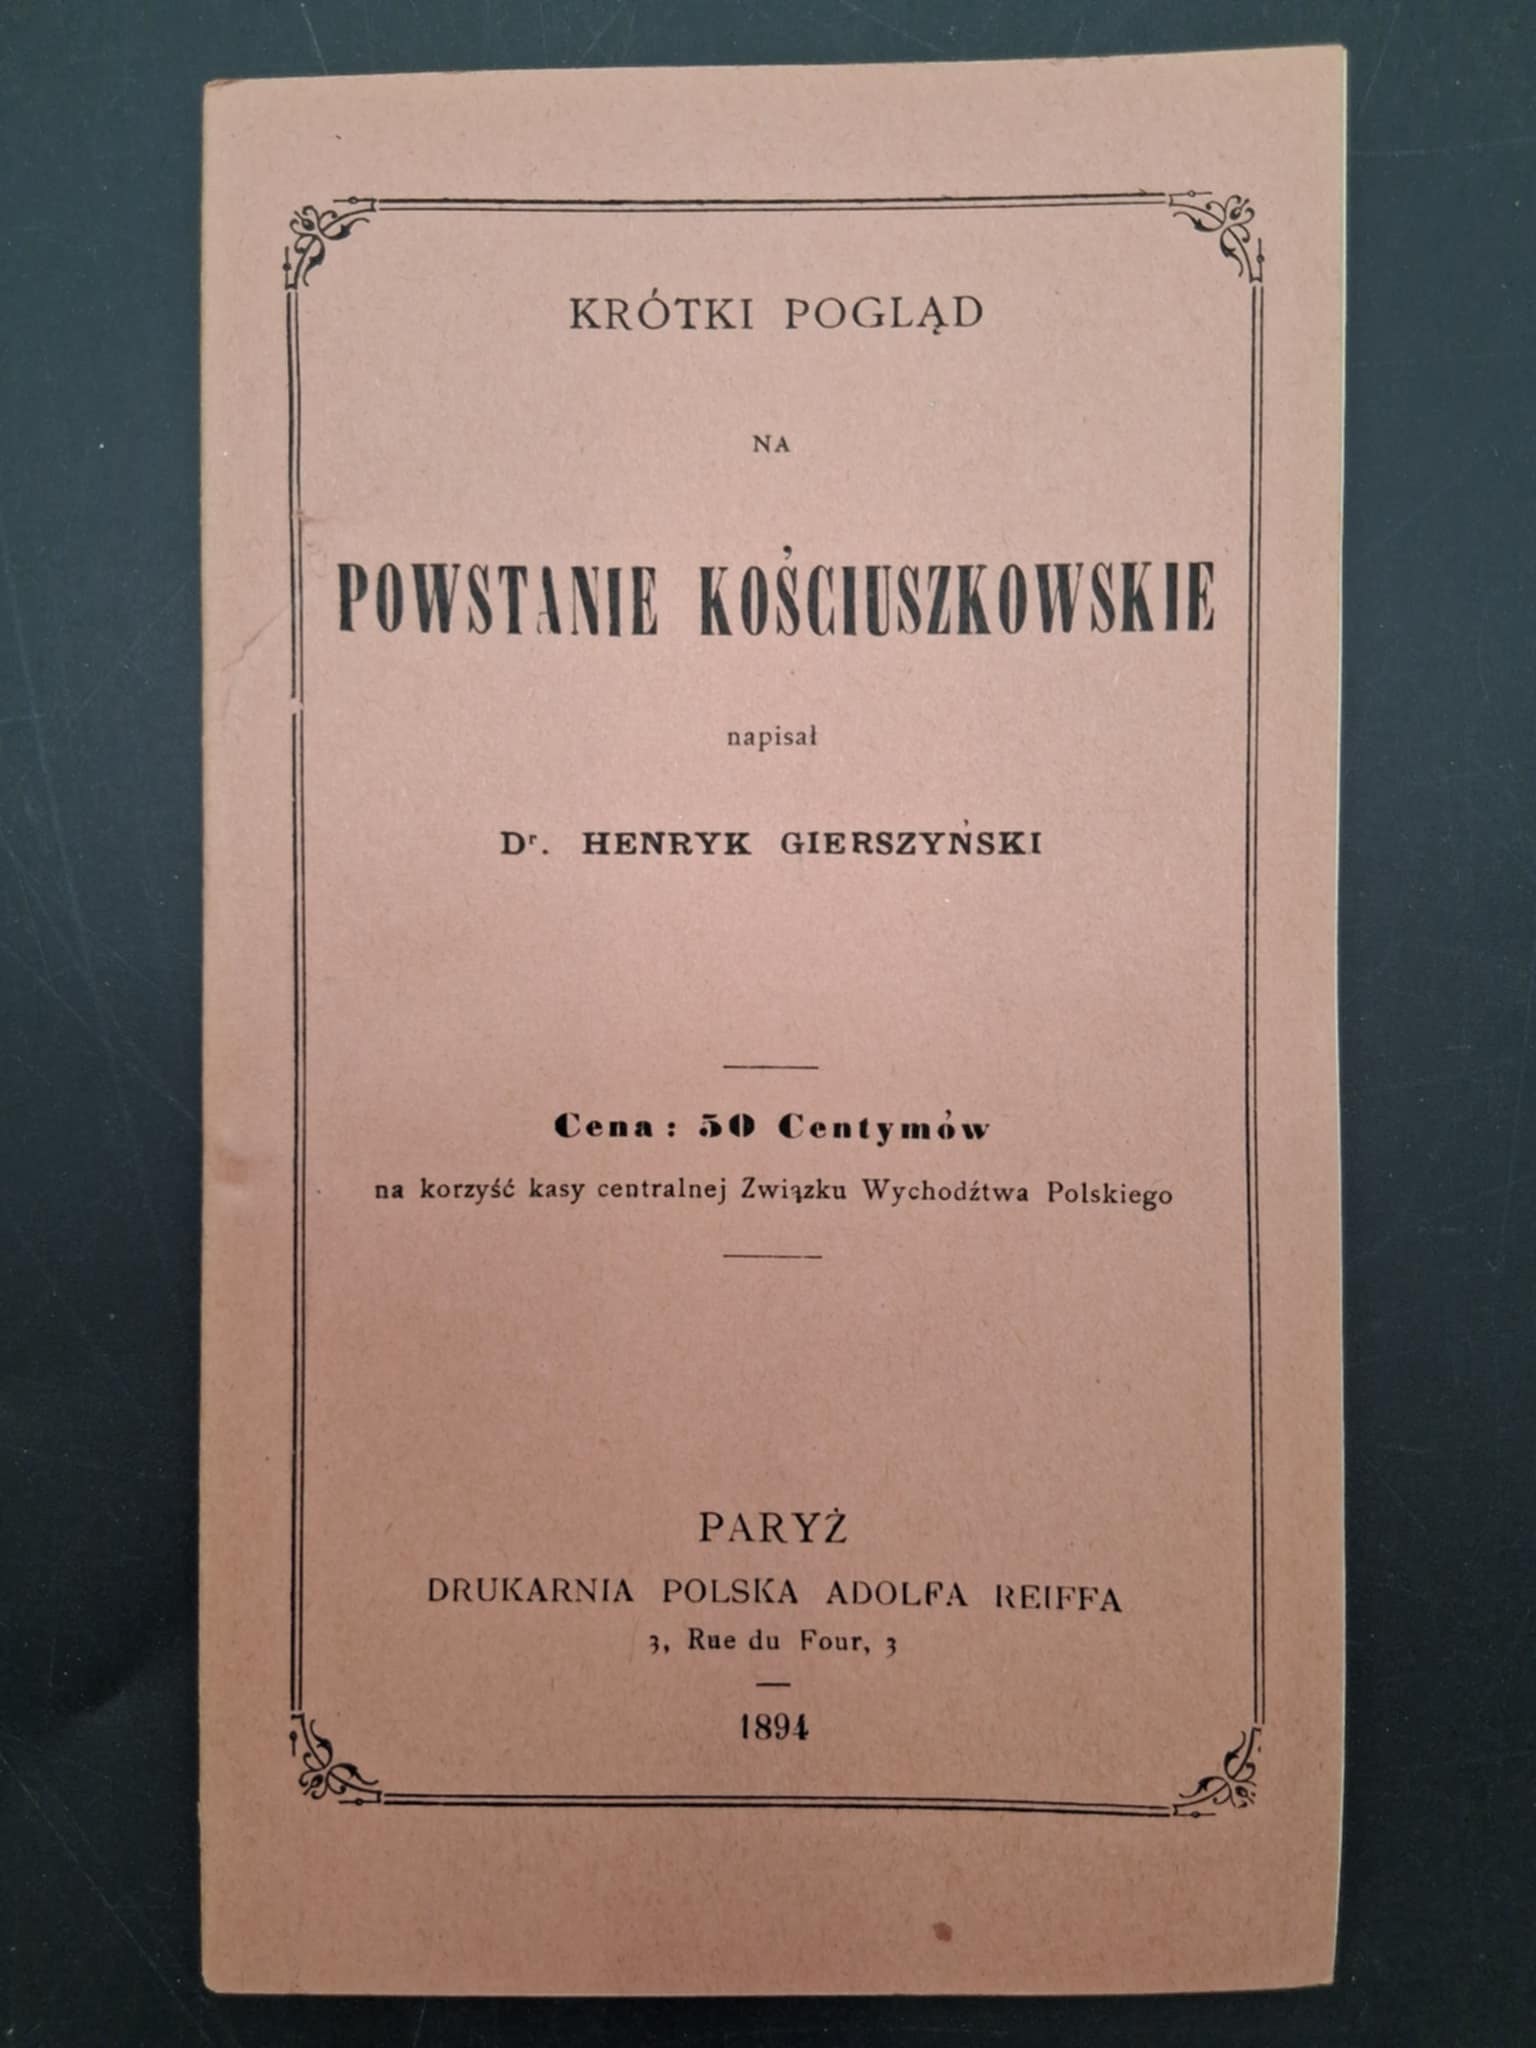 KRÓTKI POGLĄD
NA
POWSTANIE KOŚCIUSZKOWSKIE
napisał
Dr. HENRYK GIERSZYŃSKI
Cena : 50 Centymów
na korzyść kasy centralnej Związku Wychodźtwa Polskiego
PARYŻ
DRUKARNIA POLSKA ADOLFA REIFFA
3, Rue du Four, 3
1894